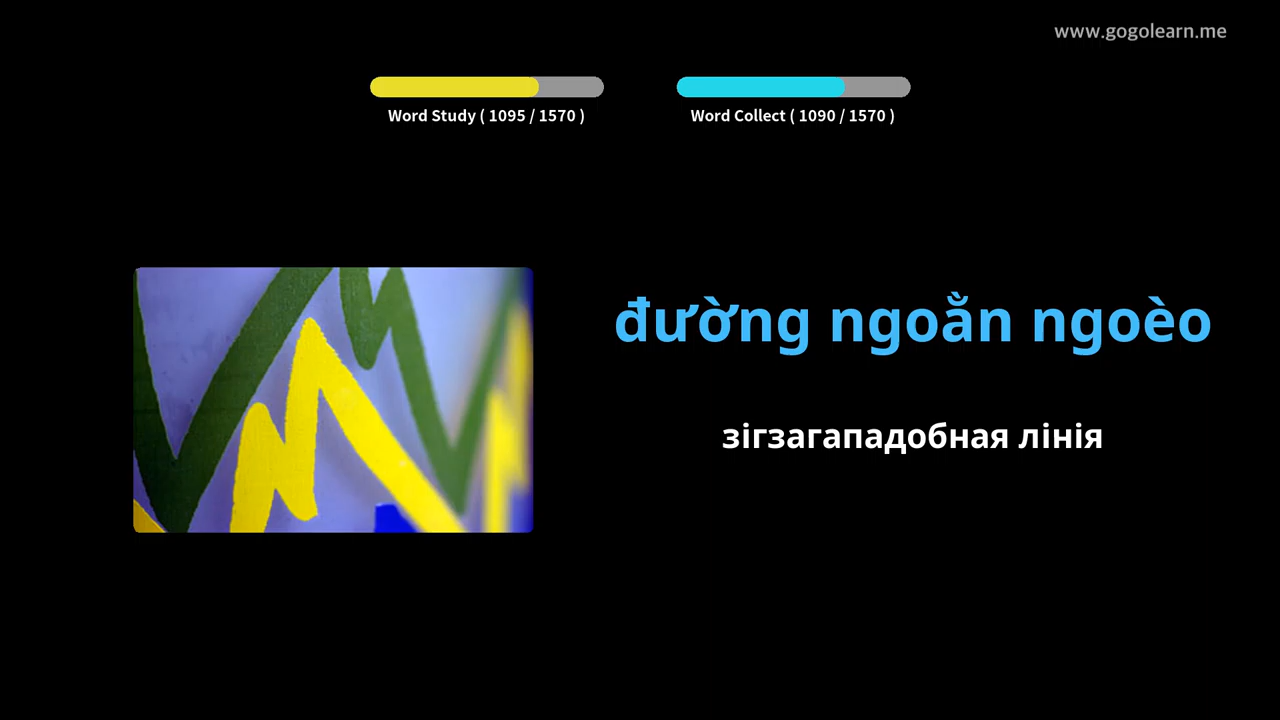 www.gogolearn.me
Word Study ( 1095 / 1570 )
Word Collect ( 1090 / 1570 )
đường ngoằn ngoèo
зігзагападобная лінія